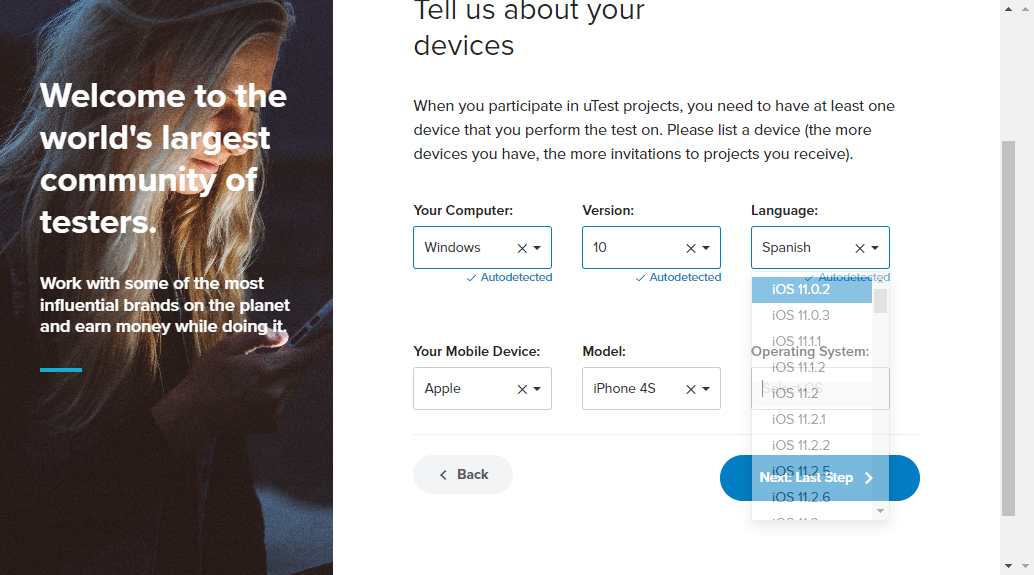 Welcome to the
world's largest
community of
testers.
Work with some of the most
influential brands on the planet
and earn money while doing it.
Tell us about your
devices
When you participate in uTest projects, you need to have at least one
device that you perform the test on. Please list a device (the more
devices you have, the more invitations to projects you receive).
Your Computer: Version: Language:
Windows 10 Spanish
Autodetected Autodetected Autodetected
iOS 11.0.2
iOS 11.0.3
iOS 11.1.1
Your Mobile Device: Model: Operating System:
iOS 11.1.2
Apple iPhone 4S Select OS
iOS 11.2
iOS 11.2.1
iOS 11.2.2
Back Next: Last Step
iOS 11.2.5
iOS 11.2.6